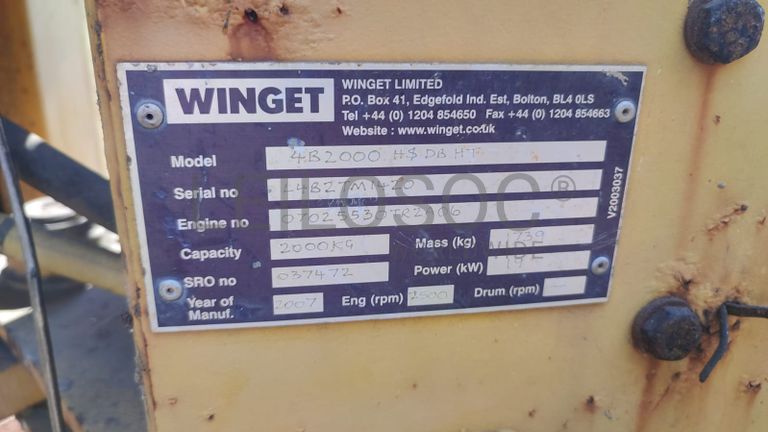 WINGET
WINGET LIMITED
P.O. Box 41, Edgefold Ind. Est, Bolton, BL4 0LS
Tel +44 (0) 1204 854650 Fax +44 (0) 1204 854663
Website : www.winget.co.uk
Model 4B2000 HS DB HT
Serial no
Engine no
Capacity 2000KG Mass (kg) 1739
SRO no 037472 Power (kW) 19
Year of Manuf. 2007 Eng (rpm) 2500 Drum (rpm) —
V2003037